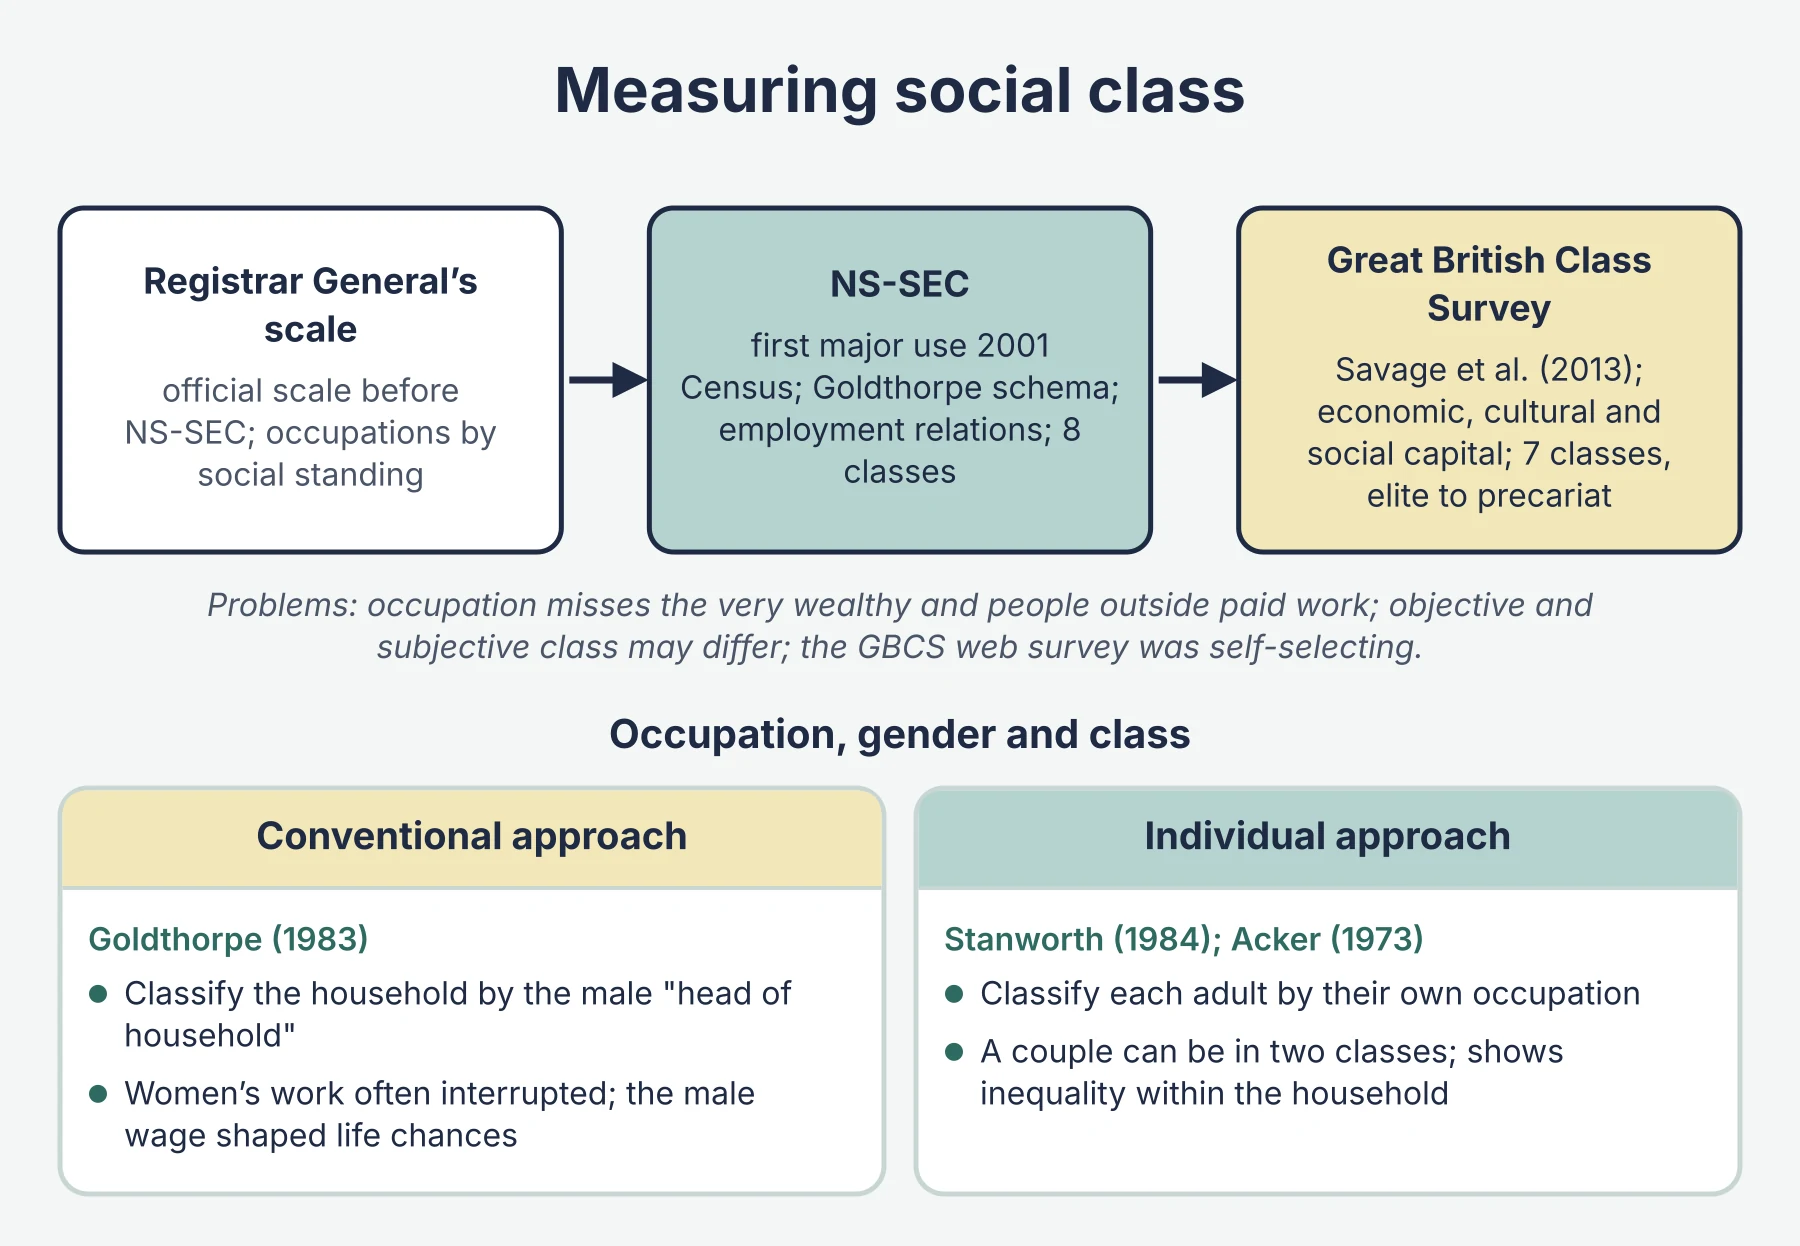 Measuring social class
Registrar General’s
scale
official scale before
NS-SEC; occupations by
social standing
NS-SEC
first major use 2001
Census; Goldthorpe schema;
employment relations; 8
classes
Great British Class
Survey
Savage et al. (2013);
economic, cultural and
social capital; 7 classes,
elite to precariat
Problems: occupation misses the very wealthy and people outside paid work; objective and
subjective class may differ; the GBCS web survey was self-selecting.
Occupation, gender and class
Conventional approach
Goldthorpe (1983)
Classify the household by the male "head of
household"
Women’s work often interrupted; the male
wage shaped life chances
Individual approach
Stanworth (1984); Acker (1973)
Classify each adult by their own occupation
A couple can be in two classes; shows
inequality within the household